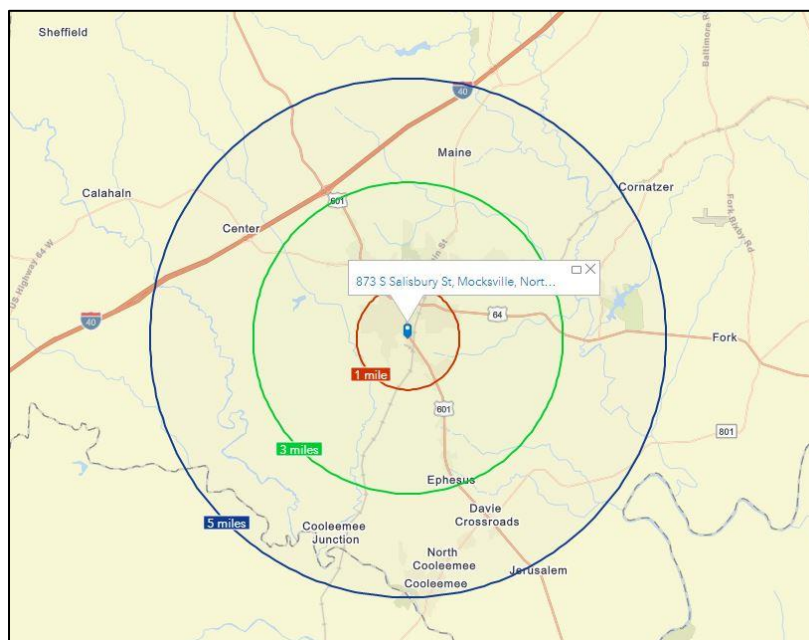 Sheffield
Baltimore R
40
Maine
Calahaln
601
Cornatzer
Center
Fork Bixby Rd
US Highway 64 W
in St
873 S Salisbury St, Mocksville, Nort...
64
40
Fork
1 mile
601
801
3 miles
Ephesus
Davie
Crossroads
5 miles
Cooleemee
Junction
North
Cooleemee
Jerusalem
Cooleemee